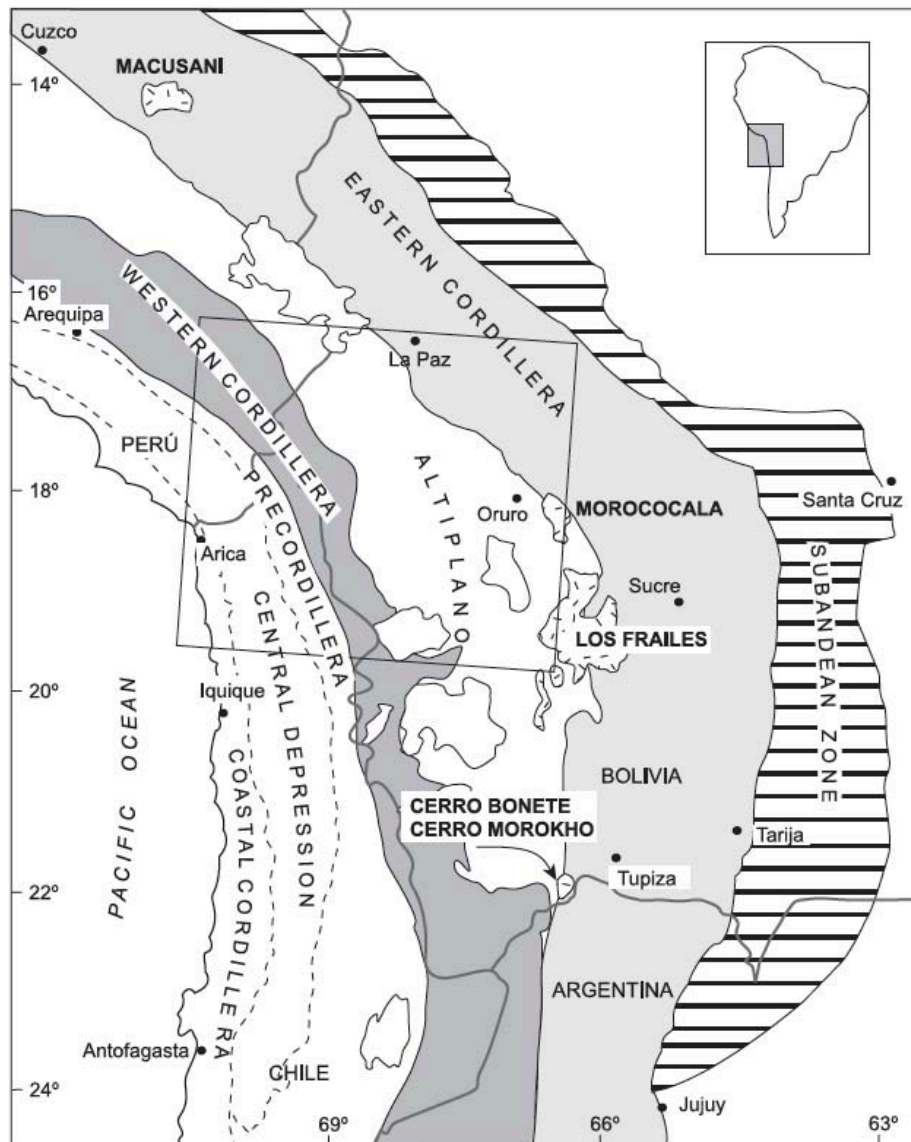 Cuzco
MACUSANI
14º
EASTERN CORDILLERA
16º
WESTERN CORDILLERA
Arequipa
La Paz
PERÚ
PRECORDILLERA
ALTIPLANO
18º
Oruro
MOROCOCALA
Santa Cruz
Arica
CENTRAL DEPRESSION
Sucre
SUBANDEAN ZONE
LOS FRAILES
PACIFIC OCEAN
20º
Iquique
COASTAL CORDILLERA
BOLIVIA
CERRO BONETE
CERRO MOROKHO
Tarija
Tupiza
22º
ARGENTINA
Antofagasta
CHILE
24º
Jujuy
69º
66º
63º